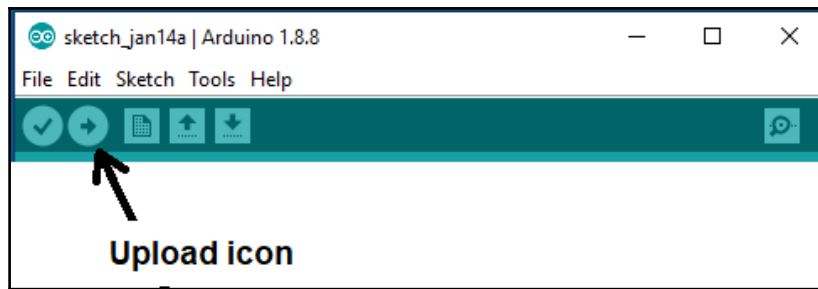 sketch_jan14a | Arduino 1.8.8
File Edit Sketch Tools Help
Upload icon